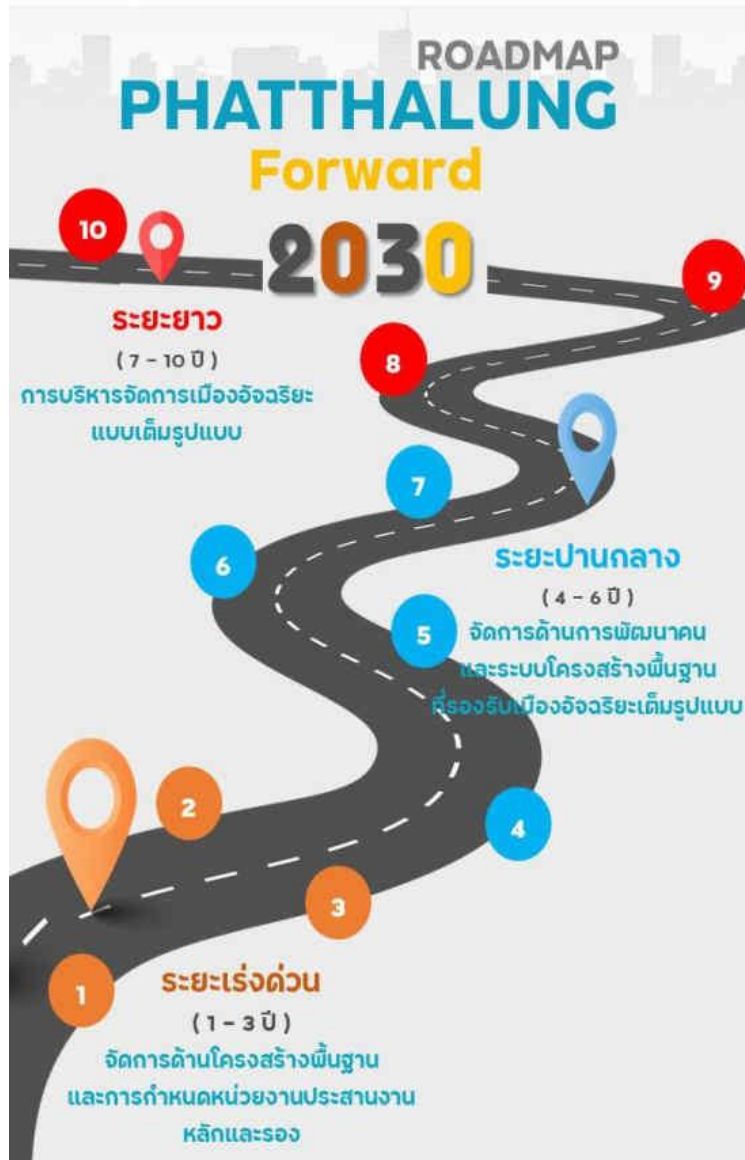 ROADMAP
PHATTHALUNG
Forward
2030
10
9
ระยะยาว
( 7 - 10 ปี )
การบริหารจัดการเมืองอัจฉริยะ
แบบเต็มรูปแบบ
8
7
6
ระยะปานกลาง
( 4 - 6 ปี )
5
จัดการด้านการพัฒนาคน
และระบบโครงสร้างพื้นฐาน
ที่รองรับเมืองอัจฉริยะเต็มรูปแบบ
2
4
3
1
ระยะเร่งด่วน
( 1 - 3 ปี )
จัดการด้านโครงสร้างพื้นฐาน
และการกำหนดหน่วยงานประสานงาน
หลักและรอง